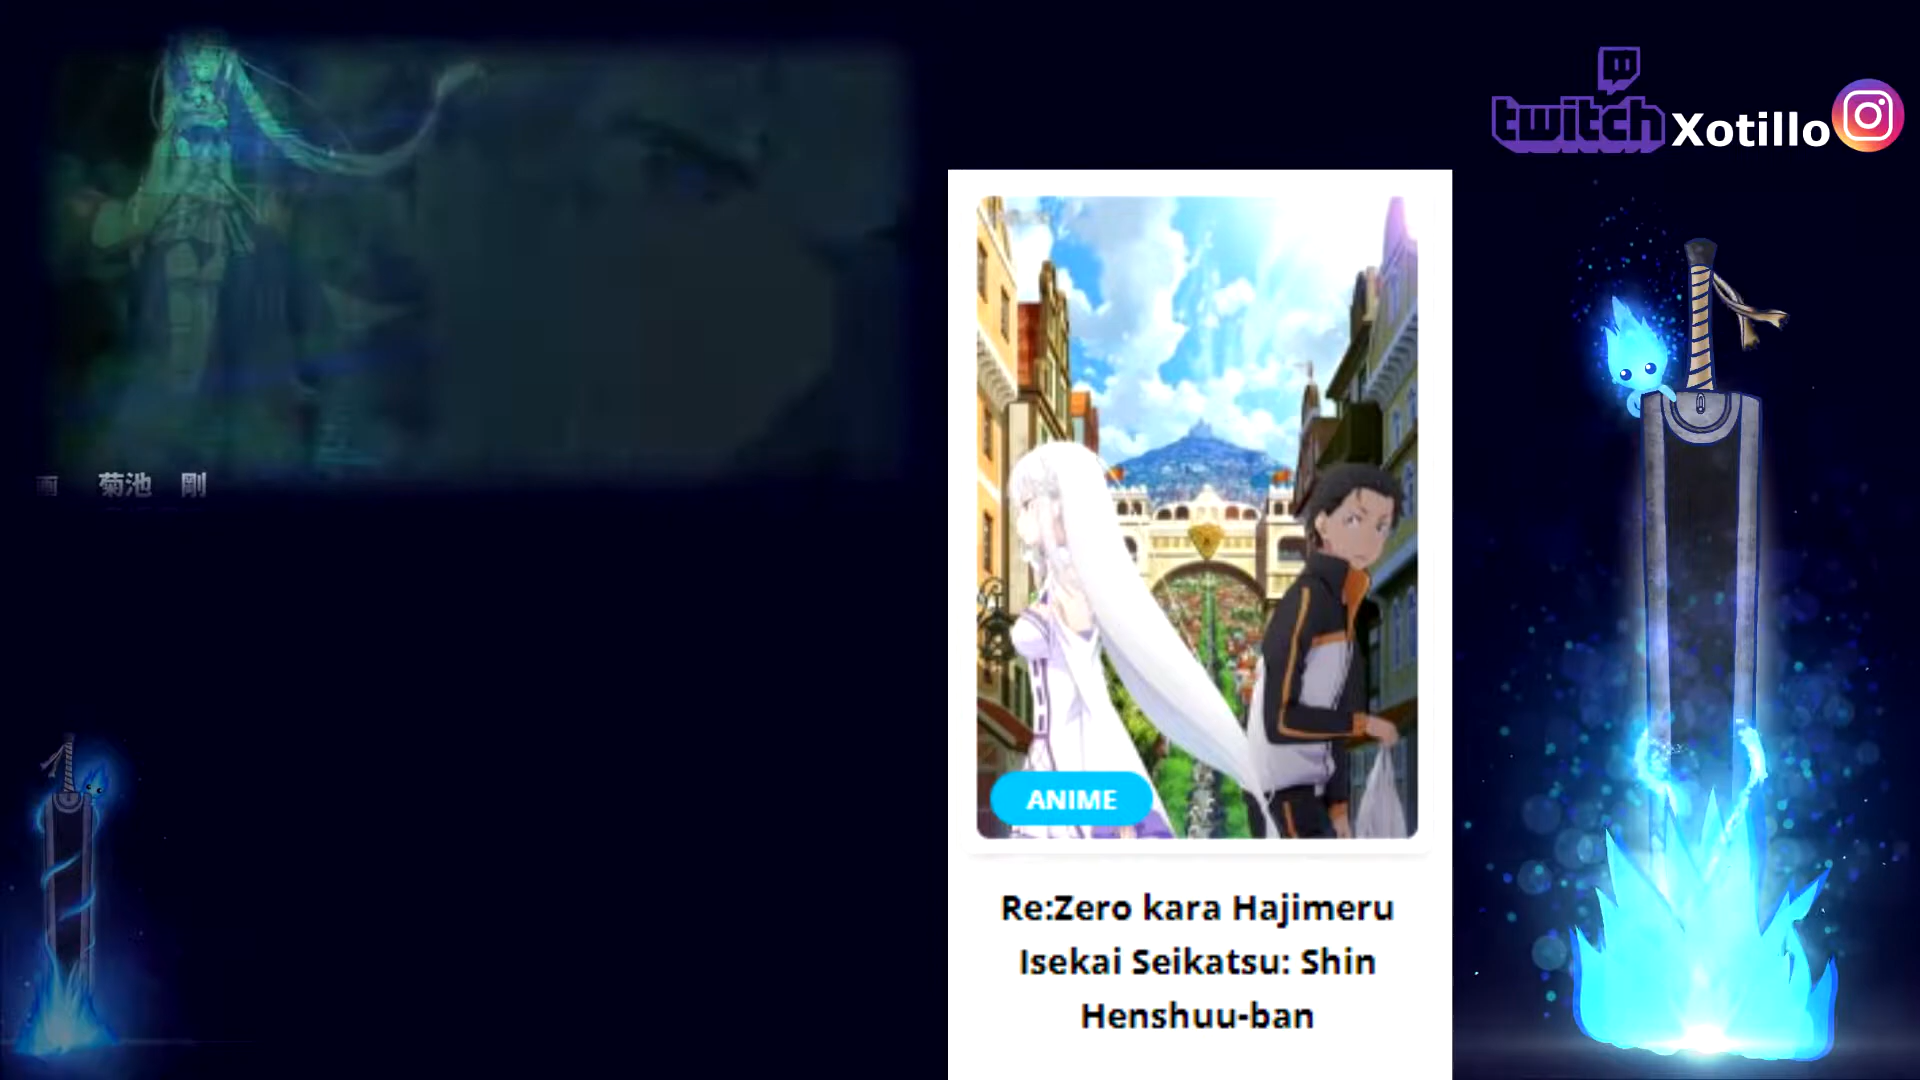 twitch Xotillo
画 菊池 剛
ANIME
Re:Zero kara Hajimeru
Isekai Seikatsu: Shin
Henshuu-ban